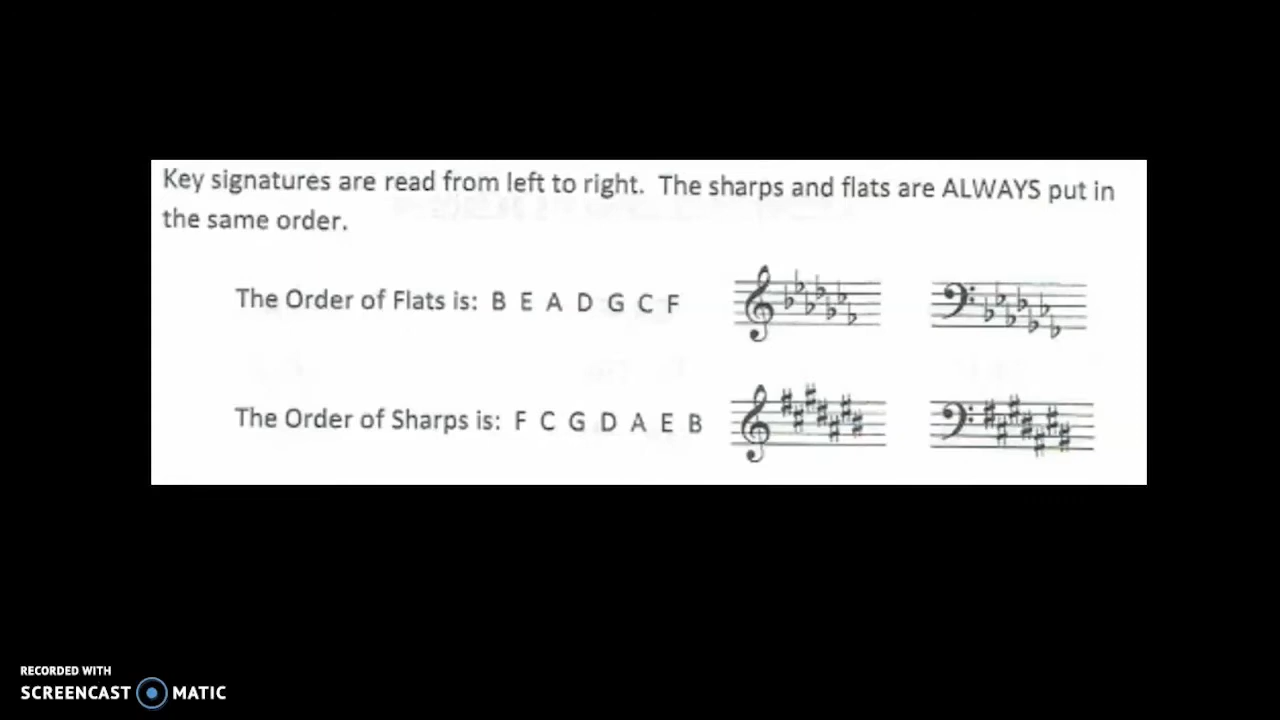 Key signatures are read from left to right. The sharps and flats are ALWAYS put in
the same order.
The Order of Flats is: B E A D G C F
The Order of Sharps is: F C G D A E B
RECORDED WITH
SCREENCAST MATIC